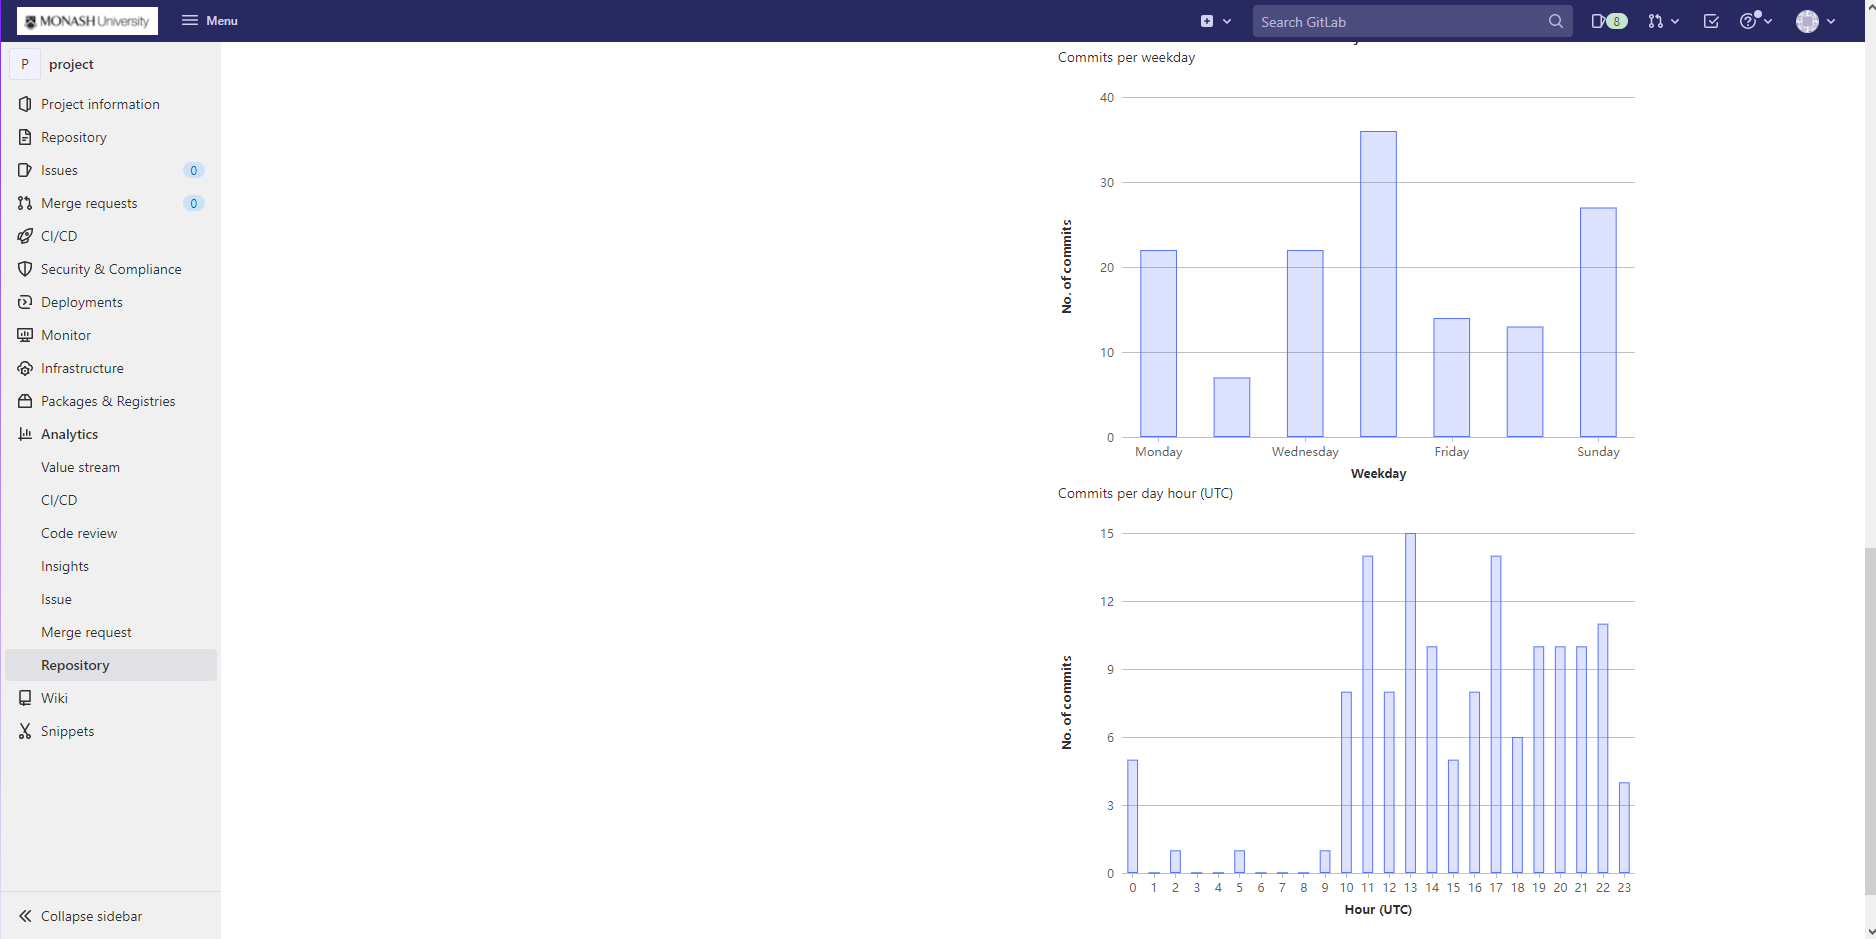 MONASH University
Menu
Search GitLab
8
P
project
Project information
Repository
Issues
0
Merge requests
0
CI/CD
Security & Compliance
Deployments
Monitor
Infrastructure
Packages & Registries
Analytics
Value stream
CI/CD
Code review
Insights
Issue
Merge request
Repository
Wiki
Snippets
Collapse sidebar
Commits per weekday
40
30
20
10
0
No. of commits
Monday Wednesday Friday Sunday
Weekday
Commits per day hour (UTC)
15
12
9
6
3
0
No. of commits
0 1 2 3 4 5 6 7 8 9 10 11 12 13 14 15 16 17 18 19 20 21 22 23
Hour (UTC)